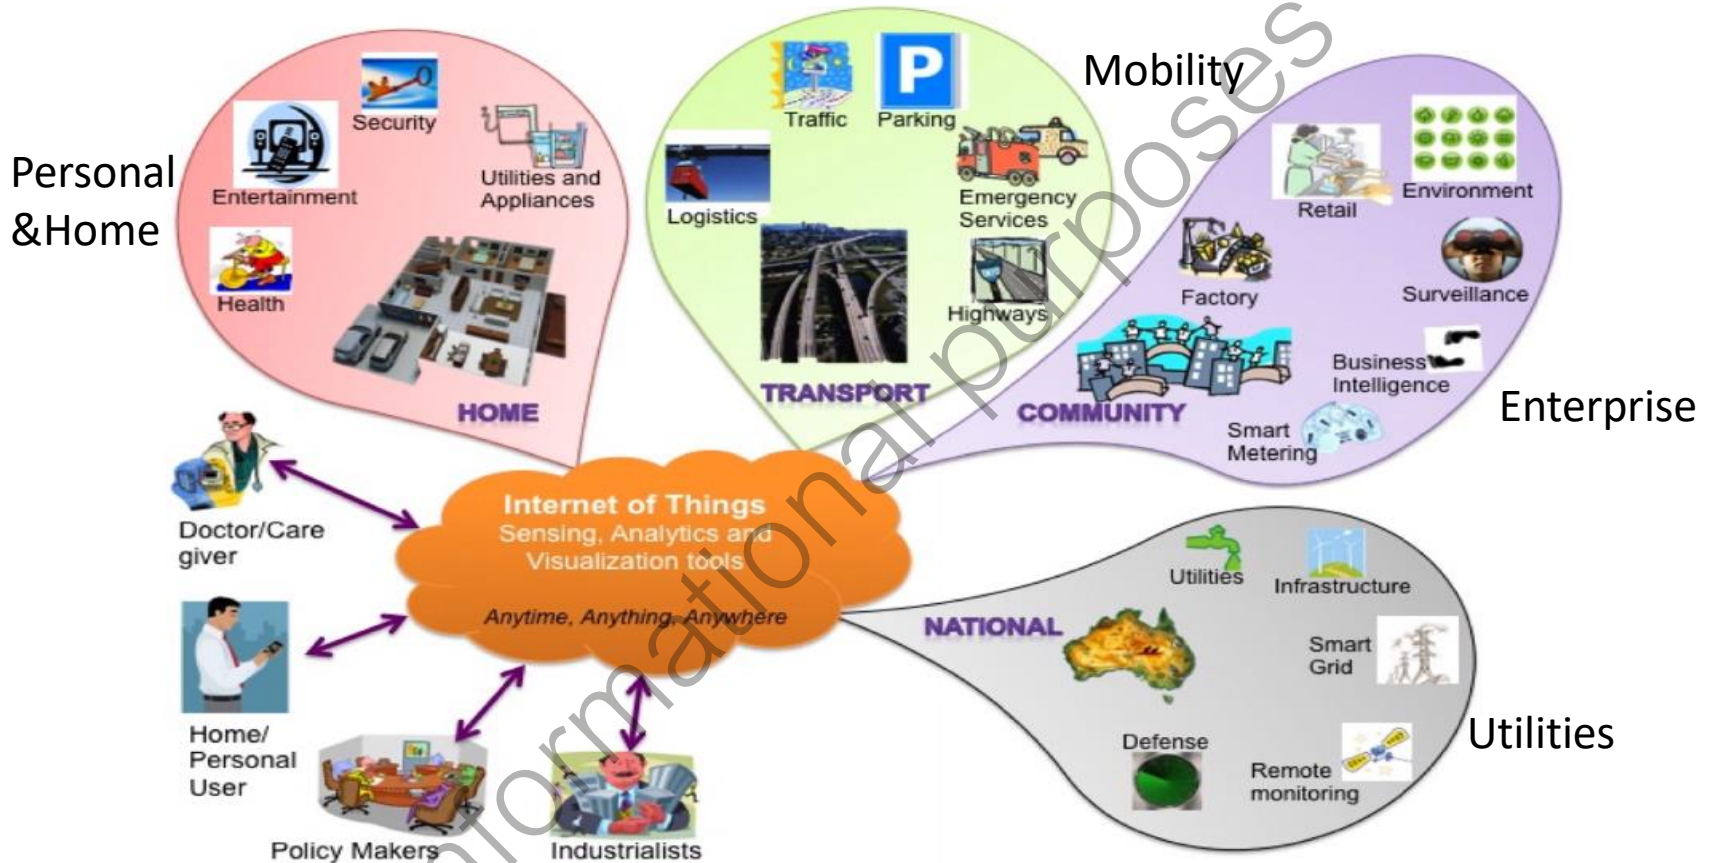 Personal
&Home
Security
Entertainment
Utilities and
Appliances
Health
HOME
Mobility
Traffic
P
Parking
Logistics
Emergency
Services
Highways
TRANSPORT
Enterprise
Retail
Environment
Factory
Surveillance
Business
Intelligence
Smart
Metering
COMMUNITY
Internet of Things
Sensing, Analytics and
Visualization tools
Anytime, Anything, Anywhere
Doctor/Care
giver
Home/
Personal
User
Policy Makers
Industrialists
Utilities
NATIONAL
Utilities
Infrastructure
Smart
Grid
Defense
Remote
monitoring
informational purposes